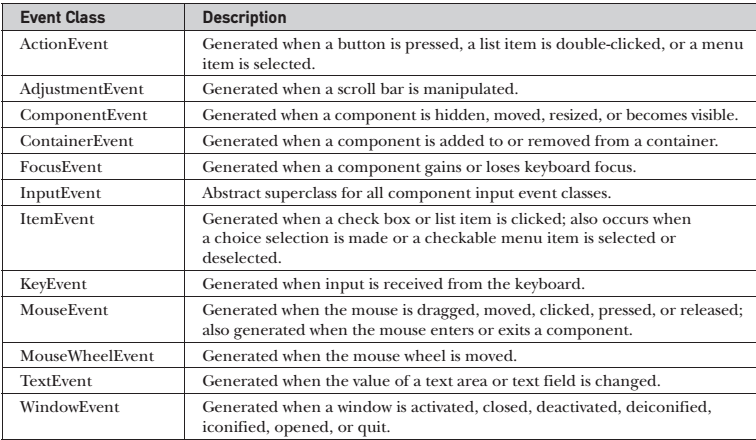 Event Class Description
ActionEvent Generated when a button is pressed, a list item is double-clicked, or a menu
item is selected.
AdjustmentEvent Generated when a scroll bar is manipulated.
ComponentEvent Generated when a component is hidden, moved, resized, or becomes visible.
ContainerEvent Generated when a component is added to or removed from a container.
FocusEvent Generated when a component gains or loses keyboard focus.
InputEvent Abstract superclass for all component input event classes.
ItemEvent Generated when a check box or list item is clicked; also occurs when
a choice selection is made or a checkable menu item is selected or
deselected.
KeyEvent Generated when input is received from the keyboard.
MouseEvent Generated when the mouse is dragged, moved, clicked, pressed, or released;
also generated when the mouse enters or exits a component.
MouseWheelEvent Generated when the mouse wheel is moved.
TextEvent Generated when the value of a text area or text field is changed.
WindowEvent Generated when a window is activated, closed, deactivated, deiconified,
iconified, opened, or quit.